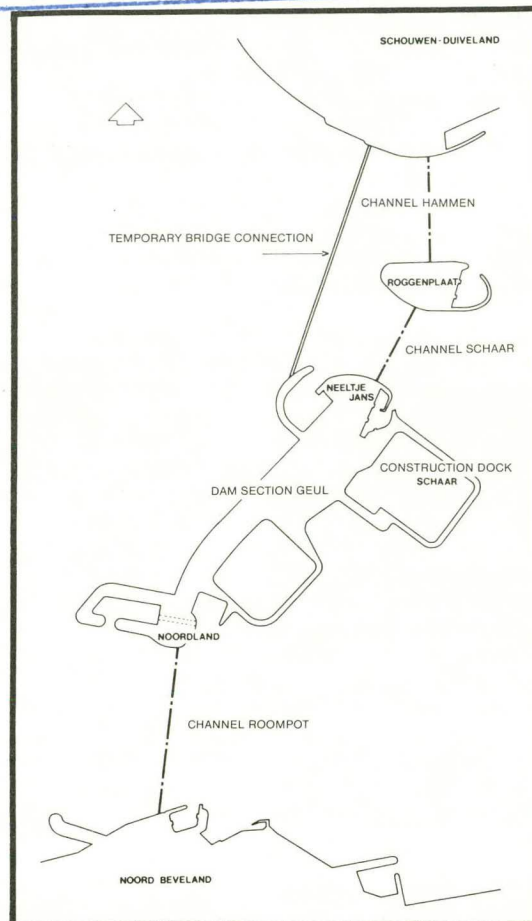 SCHOUWEN-DUIVELAND
CHANNEL HAMMEN
TEMPORARY BRIDGE CONNECTION
ROGGENPLAAT
CHANNEL SCHAAR
NEELTJE
JANS
CONSTRUCTION DOCK
SCHAAR
DAM SECTION GEUL
NOORDLAND
CHANNEL ROOMPOT
NOORD BEVELAND